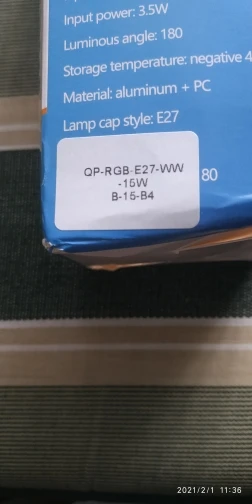 Input power: 3.5W
Luminous angle: 180
Storage temperature: negative 4
Material: aluminum + PC
Lamp cap style: E27
QP-RGB-E27-WW
-15W
B-15-B4
80
2021/2/1 11:36